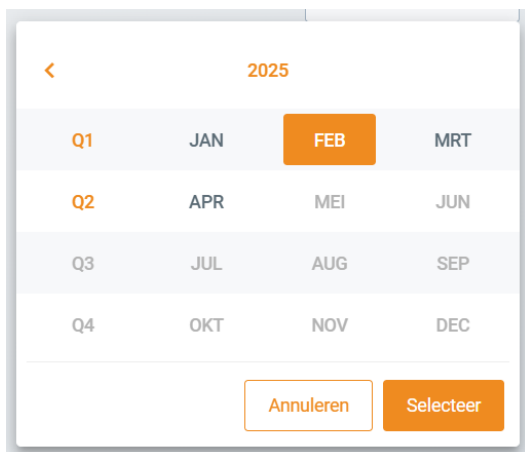 2025
Q1 JAN FEB MRT
Q2 APR MEI JUN
Q3 JUL AUG SEP
Q4 OKT NOV DEC
Annuleren Selecteer